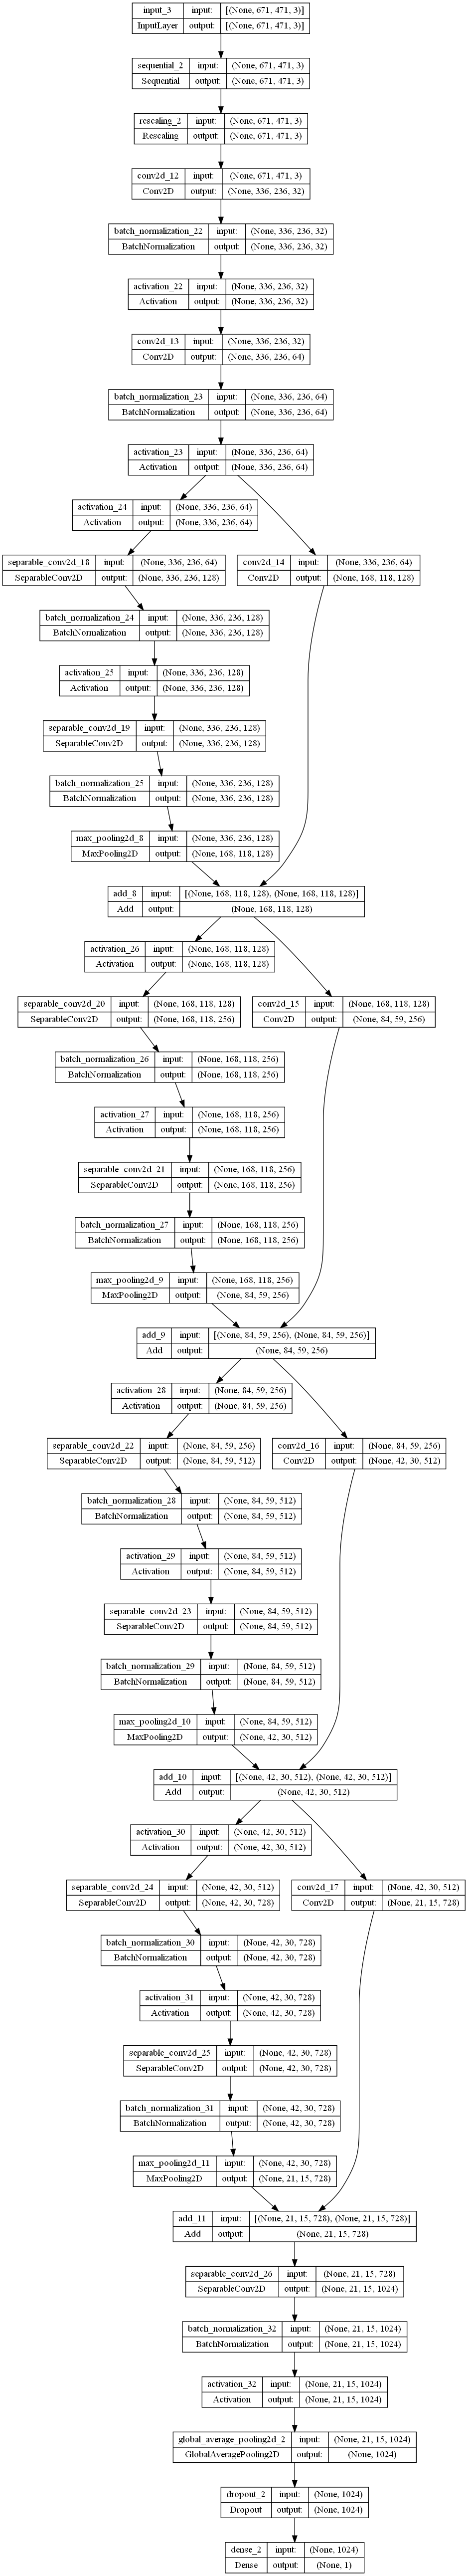 input_3 input: [(None, 671, 471, 3)]
InputLayer output: [(None, 671, 471, 3)]
sequential_2 input: (None, 671, 471, 3)
Sequential output: (None, 671, 471, 3)
rescaling_2 input: (None, 671, 471, 3)
Rescaling output: (None, 671, 471, 3)
conv2d_12 input: (None, 671, 471, 3)
Conv2D output: (None, 336, 236, 32)
batch_normalization_22 input: (None, 336, 236, 32)
BatchNormalization output: (None, 336, 236, 32)
activation_22 input: (None, 336, 236, 32)
Activation output: (None, 336, 236, 32)
conv2d_13 input: (None, 336, 236, 32)
Conv2D output: (None, 336, 236, 64)
batch_normalization_23 input: (None, 336, 236, 64)
BatchNormalization output: (None, 336, 236, 64)
activation_23 input: (None, 336, 236, 64)
Activation output: (None, 336, 236, 64)
activation_24 input: (None, 336, 236, 64)
Activation output: (None, 336, 236, 64)
separable_conv2d_18 input: (None, 336, 236, 64)
SeparableConv2D output: (None, 336, 236, 128)
conv2d_14 input: (None, 336, 236, 64)
Conv2D output: (None, 168, 118, 128)
batch_normalization_24 input: (None, 336, 236, 128)
BatchNormalization output: (None, 336, 236, 128)
activation_25 input: (None, 336, 236, 128)
Activation output: (None, 336, 236, 128)
separable_conv2d_19 input: (None, 336, 236, 128)
SeparableConv2D output: (None, 336, 236, 128)
batch_normalization_25 input: (None, 336, 236, 128)
BatchNormalization output: (None, 336, 236, 128)
max_pooling2d_8 input: (None, 336, 236, 128)
MaxPooling2D output: (None, 168, 118, 128)
add_8 input: [(None, 168, 118, 128), (None, 168, 118, 128)]
Add output: (None, 168, 118, 128)
activation_26 input: (None, 168, 118, 128)
Activation output: (None, 168, 118, 128)
separable_conv2d_20 input: (None, 168, 118, 128)
SeparableConv2D output: (None, 168, 118, 256)
conv2d_15 input: (None, 168, 118, 128)
Conv2D output: (None, 84, 59, 256)
batch_normalization_26 input: (None, 168, 118, 256)
BatchNormalization output: (None, 168, 118, 256)
activation_27 input: (None, 168, 118, 256)
Activation output: (None, 168, 118, 256)
separable_conv2d_21 input: (None, 168, 118, 256)
SeparableConv2D output: (None, 168, 118, 256)
batch_normalization_27 input: (None, 168, 118, 256)
BatchNormalization output: (None, 168, 118, 256)
max_pooling2d_9 input: (None, 168, 118, 256)
MaxPooling2D output: (None, 84, 59, 256)
add_9 input: [(None, 84, 59, 256), (None, 84, 59, 256)]
Add output: (None, 84, 59, 256)
activation_28 input: (None, 84, 59, 256)
Activation output: (None, 84, 59, 256)
separable_conv2d_22 input: (None, 84, 59, 256)
SeparableConv2D output: (None, 84, 59, 512)
conv2d_16 input: (None, 84, 59, 256)
Conv2D output: (None, 42, 30, 512)
batch_normalization_28 input: (None, 84, 59, 512)
BatchNormalization output: (None, 84, 59, 512)
activation_29 input: (None, 84, 59, 512)
Activation output: (None, 84, 59, 512)
separable_conv2d_23 input: (None, 84, 59, 512)
SeparableConv2D output: (None, 84, 59, 512)
batch_normalization_29 input: (None, 84, 59, 512)
BatchNormalization output: (None, 84, 59, 512)
max_pooling2d_10 input: (None, 84, 59, 512)
MaxPooling2D output: (None, 42, 30, 512)
add_10 input: [(None, 42, 30, 512), (None, 42, 30, 512)]
Add output: (None, 42, 30, 512)
activation_30 input: (None, 42, 30, 512)
Activation output: (None, 42, 30, 512)
separable_conv2d_24 input: (None, 42, 30, 512)
SeparableConv2D output: (None, 42, 30, 728)
conv2d_17 input: (None, 42, 30, 512)
Conv2D output: (None, 21, 15, 728)
batch_normalization_30 input: (None, 42, 30, 728)
BatchNormalization output: (None, 42, 30, 728)
activation_31 input: (None, 42, 30, 728)
Activation output: (None, 42, 30, 728)
separable_conv2d_25 input: (None, 42, 30, 728)
SeparableConv2D output: (None, 42, 30, 728)
batch_normalization_31 input: (None, 42, 30, 728)
BatchNormalization output: (None, 42, 30, 728)
max_pooling2d_11 input: (None, 42, 30, 728)
MaxPooling2D output: (None, 21, 15, 728)
add_11 input: [(None, 21, 15, 728), (None, 21, 15, 728)]
Add output: (None, 21, 15, 728)
separable_conv2d_26 input: (None, 21, 15, 728)
SeparableConv2D output: (None, 21, 15, 1024)
batch_normalization_32 input: (None, 21, 15, 1024)
BatchNormalization output: (None, 21, 15, 1024)
activation_32 input: (None, 21, 15, 1024)
Activation output: (None, 21, 15, 1024)
global_average_pooling2d_2 input: (None, 21, 15, 1024)
GlobalAveragePooling2D output: (None, 1024)
dropout_2 input: (None, 1024)
Dropout output: (None, 1024)
dense_2 input: (None, 1024)
Dense output: (None, 1)